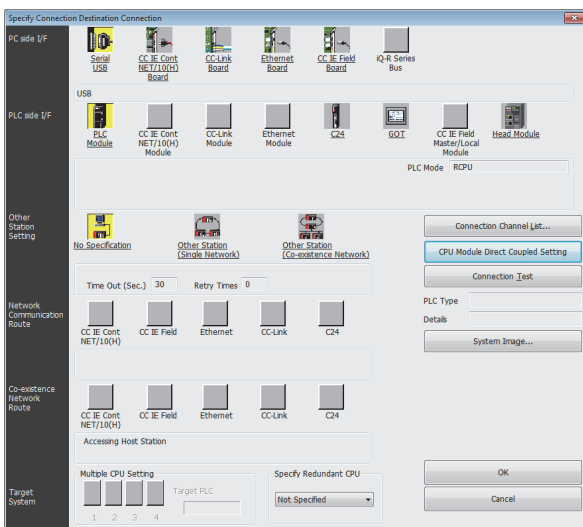 Specify Connection Destination Connection
PC side I/F
Serial
USB
CC IE Cont
NET/10(H)
Board
CC-Link
Board
Ethernet
Board
CC IE Field
Board
iQ-R Series
Bus
USB
PLC side I/F
PLC
Module
CC IE Cont
NET/10(H)
Module
CC-Link
Module
Ethernet
Module
C24
GOT
CC IE Field
Master/Local
Module
Head Module
PLC Mode RCPU
Other
Station
Setting
No Specification
Other Station
(Single Network)
Other Station
(Co-existence Network)
Time Out (Sec.) 30 Retry Times 0
Connection Channel List...
CPU Module Direct Coupled Setting
Connection Test
PLC Type
Details
System Image...
Network
Communication
Route
CC IE Cont
NET/10(H)
CC IE Field
Ethernet
CC-Link
C24
Co-existence
Network
Route
CC IE Cont
NET/10(H)
CC IE Field
Ethernet
CC-Link
C24
Accessing Host Station
Target
System
Multiple CPU Setting
1 2 3 4
Target PLC
Specify Redundant CPU
Not Specified
OK
Cancel